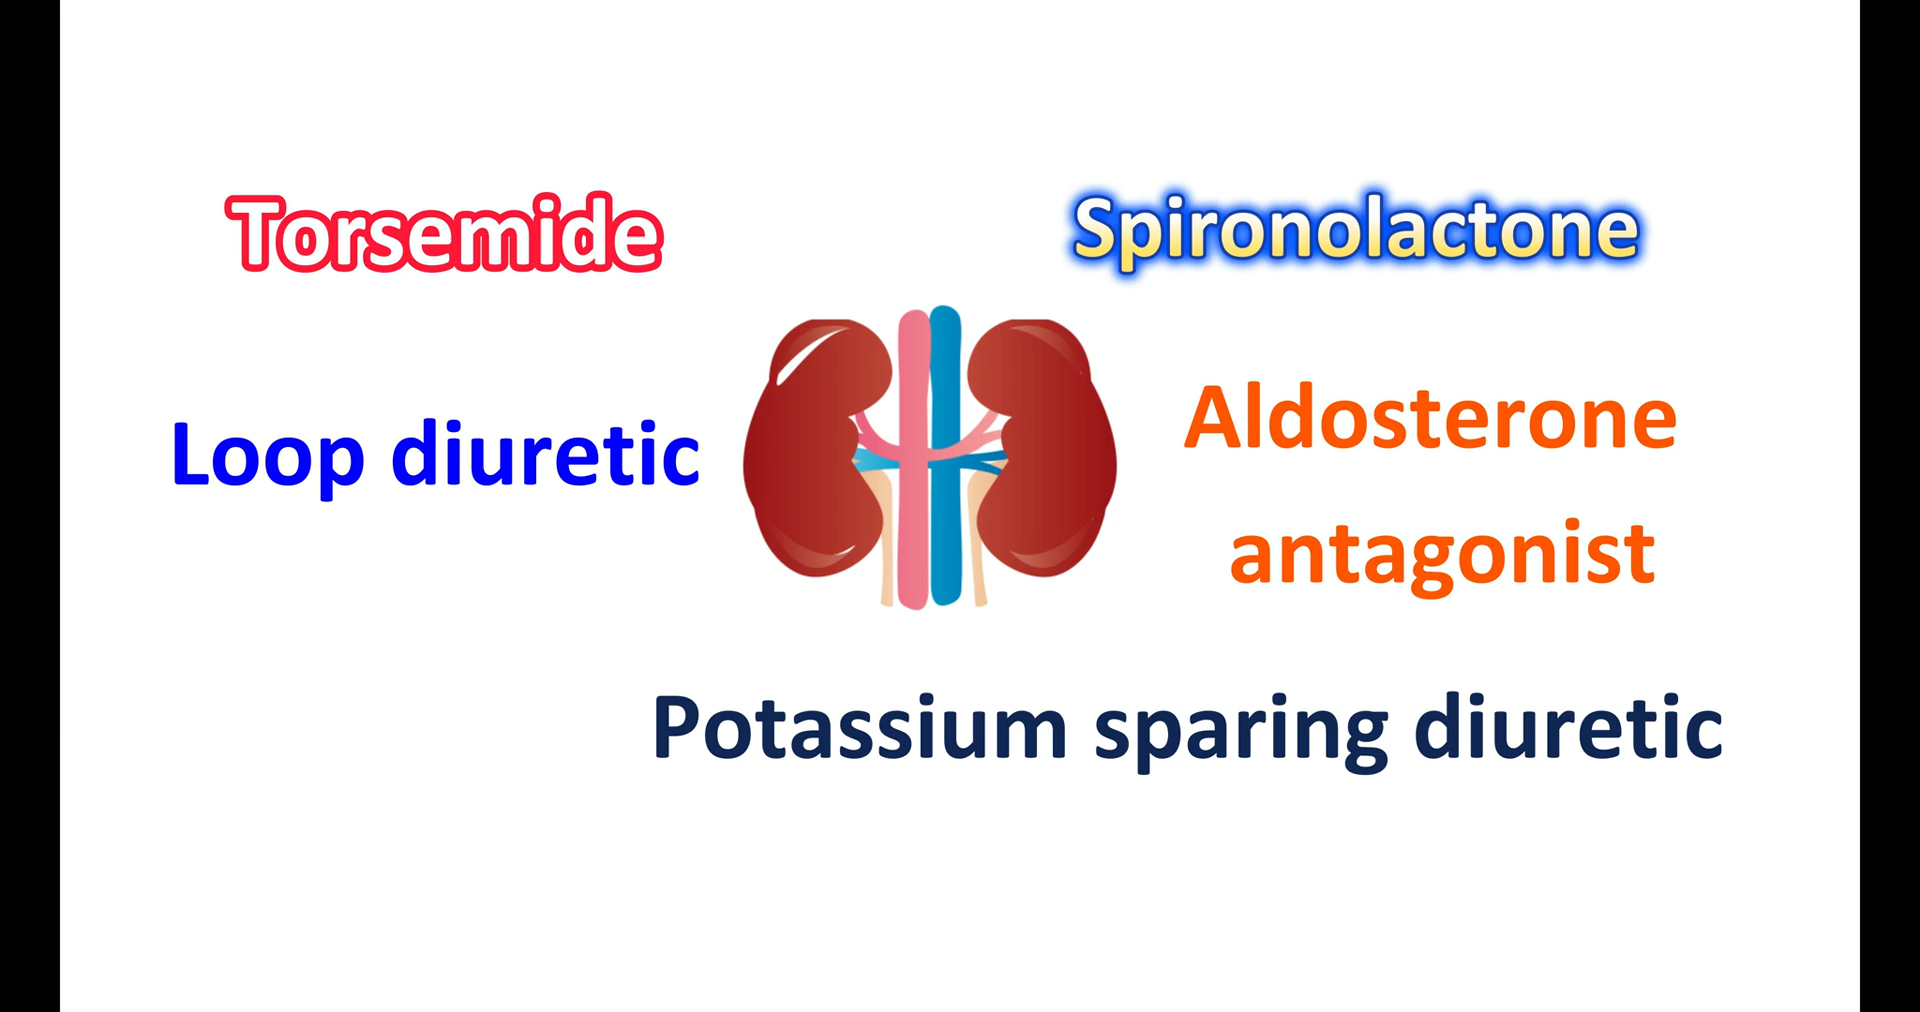 Torsemide
Spironolactone
Loop diuretic
Aldosterone
antagonist
Potassium sparing diuretic